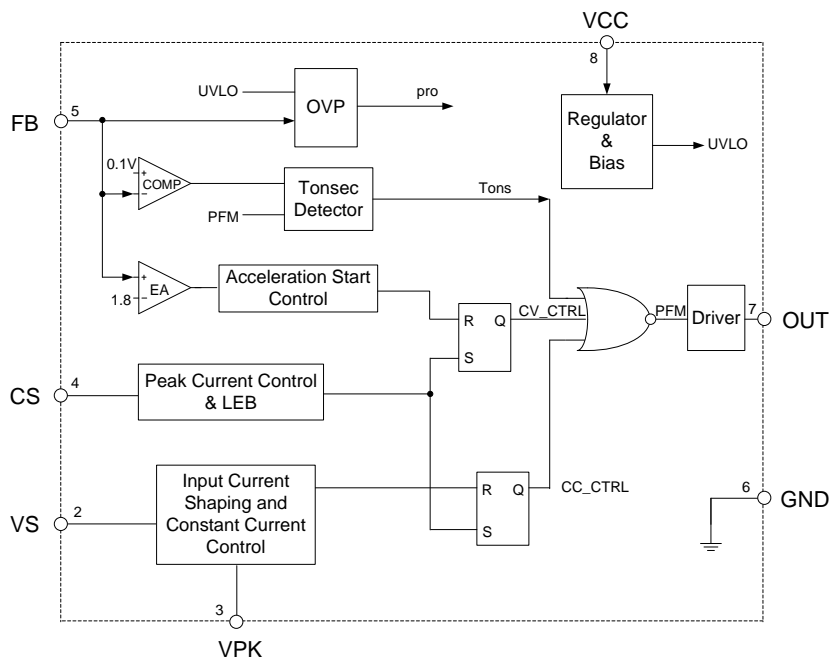 VCC
8
UVLO
OVP
pro
FB
5
Regulator
&
Bias
UVLO
0.1V
+
COMP
−
Tonsec
Detector
Tons
PFM
+
EA
1.8
−
Acceleration Start
Control
R
Q
S
CV_CTRL
PFM
Driver
7
OUT
CS
4
Peak Current Control
& LEB
VS
2
Input Current
Shaping and
Constant Current
Control
R
Q
S
CC_CTRL
6
GND
3
VPK